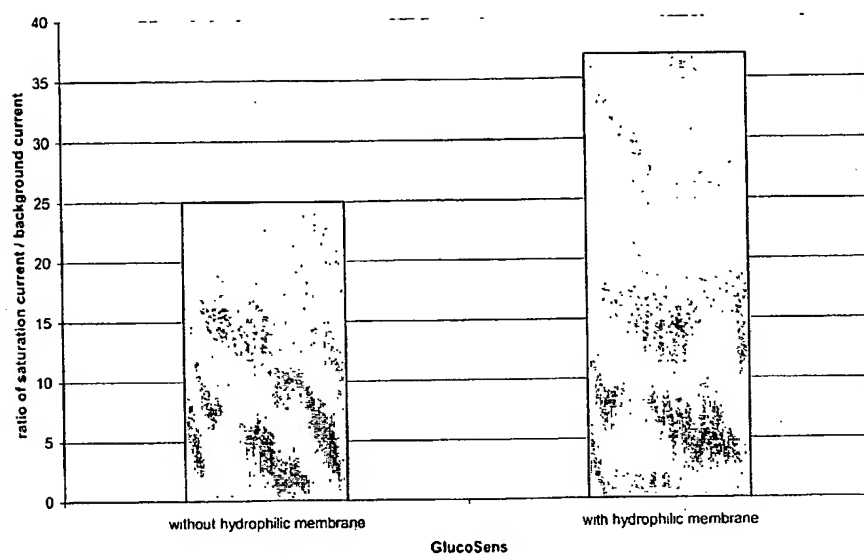 40
35
30
25
20
15
10
5
0
ratio of saturation current / background current
without hydrophilic membrane
with hydrophilic membrane
GlucoSens